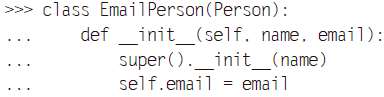 >>> class EmailPerson(Person):
...     def __init__(self, name, email):
...         super().__init__(name)
...         self.email = email